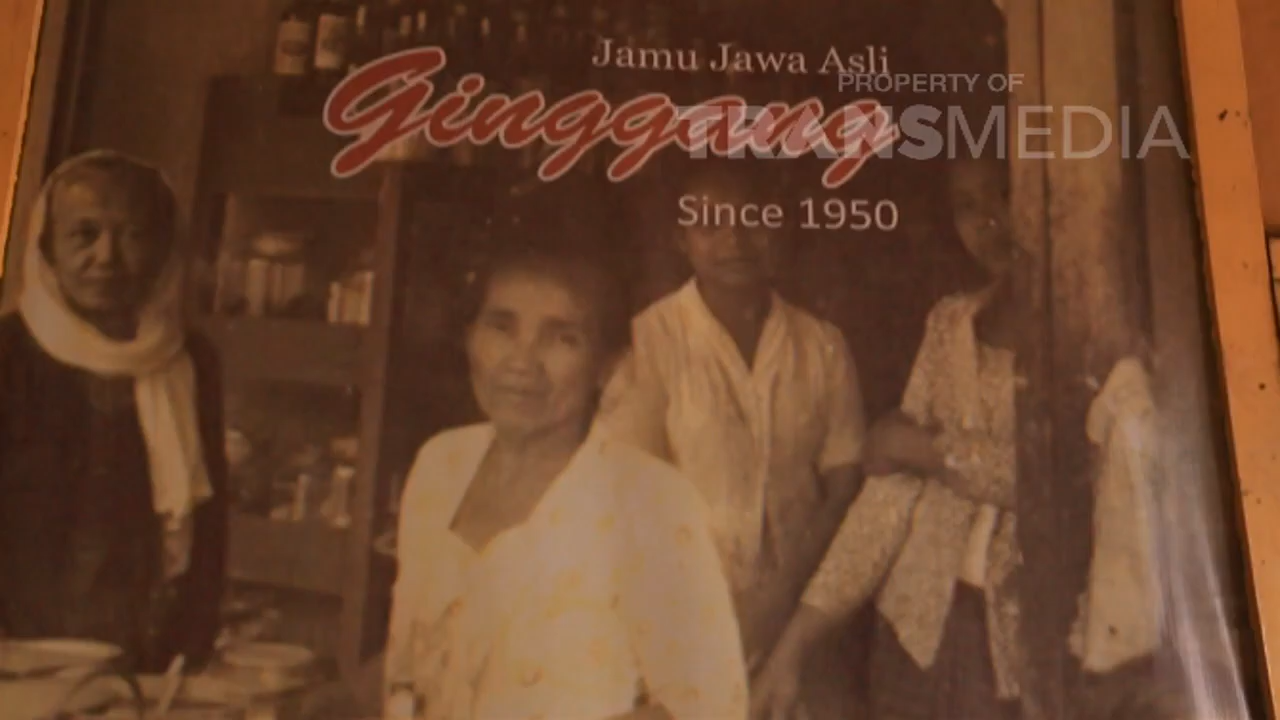 Jamu Jawa Asli
Ginggang
Since 1950
PROPERTY OF
TRANSMEDIA